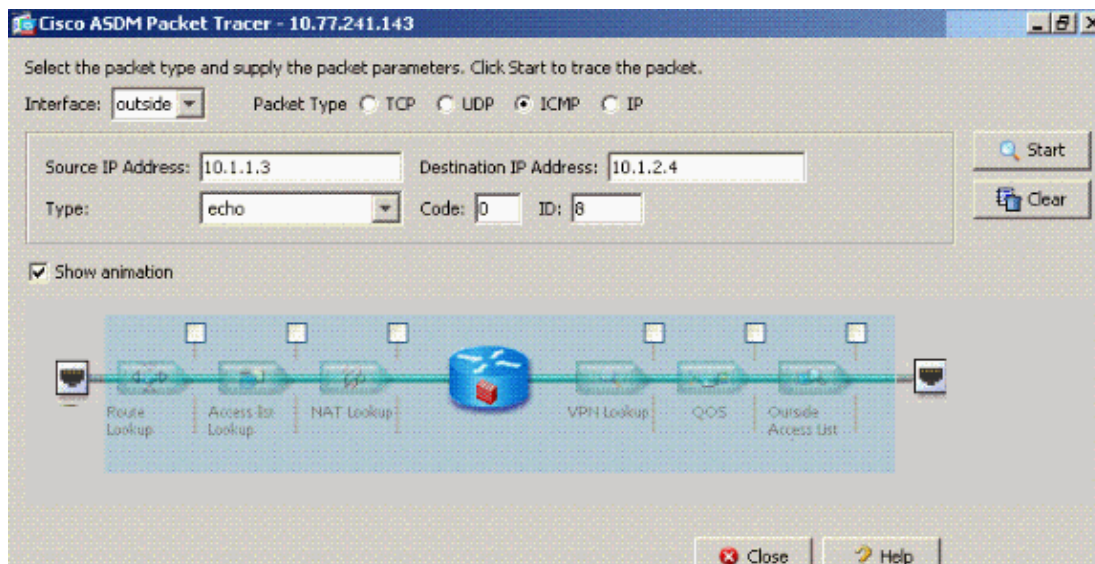 Cisco ASDM Packet Tracer - 10.77.241.143
Select the packet type and supply the packet parameters. Click Start to trace the packet.
Interface: outside Packet Type TCP UDP ICMP IP
Source IP Address: 10.1.1.3 Destination IP Address: 10.1.2.4
Start
Type: echo Code: 0 ID: 8
Clear
Show animation
Route Lookup
Access-list Lookup
NAT Lookup
VPN Lookup
QOS
Outside Access List
Close Help